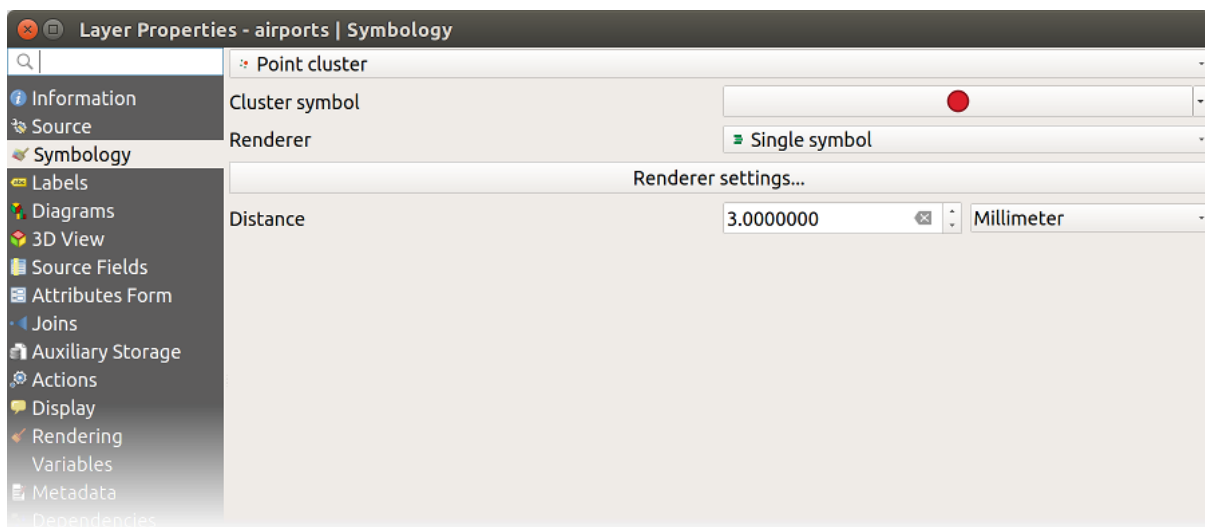 Layer Properties - airports | Symbology
Point cluster
Information
Cluster symbol
Source
Renderer
Single symbol
Symbology
Labels
Renderer settings...
Diagrams
Distance
3.0000000
Millimeter
3D View
Source Fields
Attributes Form
Joins
Auxiliary Storage
Actions
Display
Rendering
Variables
Metadata
Dependencies